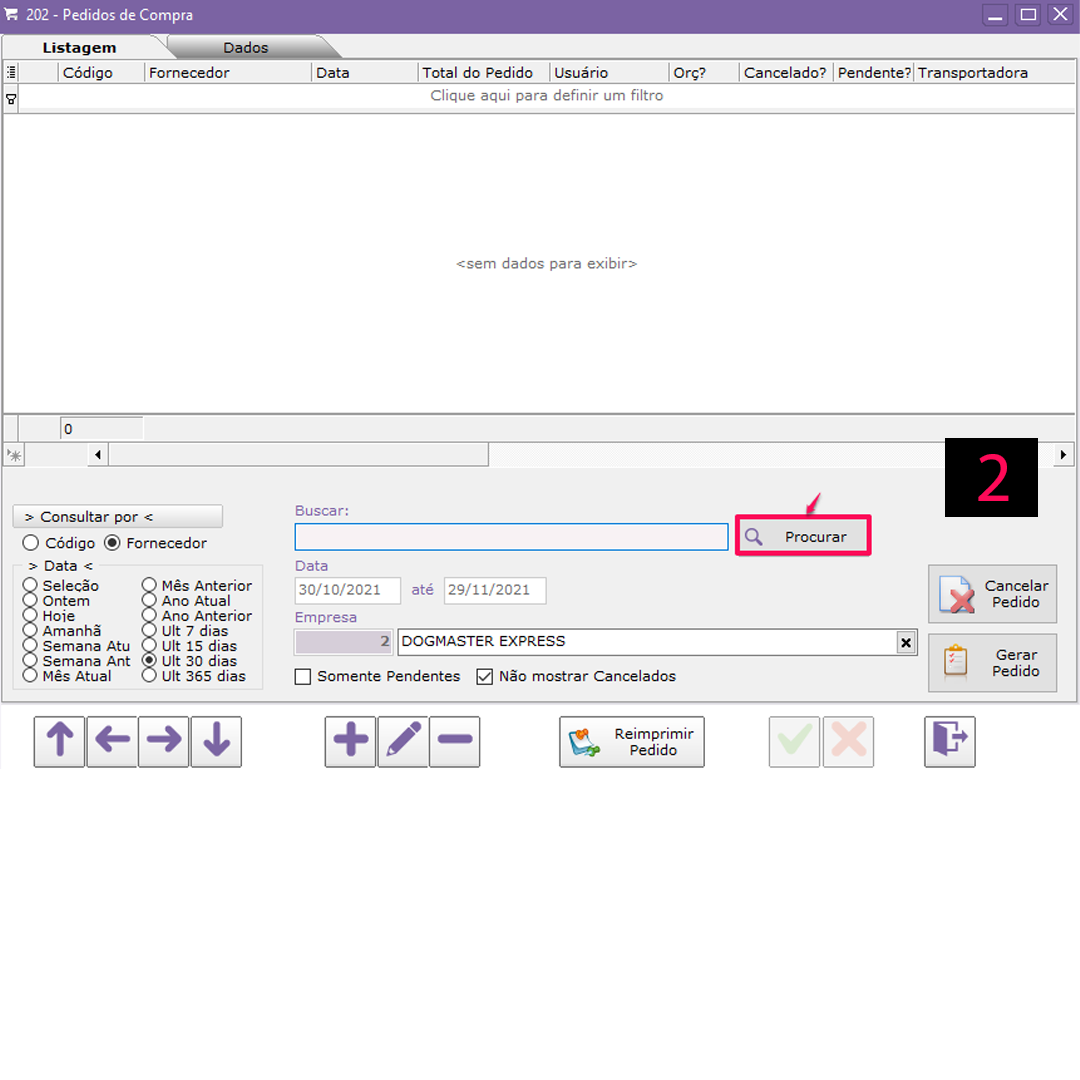 202 - Pedidos de Compra
Listagem Dados
Código Fornecedor Data Total do Pedido Usuário Orç? Cancelado? Pendente? Transportadora
Clique aqui para definir um filtro
<sem dados para exibir>
0
2
> Consultar por <
Código Fornecedor
> Data <
Seleção Mês Anterior
Ontem Ano Atual
Hoje Ano Anterior
Amanhã Ult 7 dias
Semana Atu Ult 15 dias
Semana Ant Ult 30 dias
Mês Atual Ult 365 dias
Buscar:
Procurar
Data
30/10/2021 até 29/11/2021
Empresa
2 DOGMASTER EXPRESS
Somente Pendentes Não mostrar Cancelados
Cancelar
Pedido
Gerar
Pedido
Reimprimir
Pedido